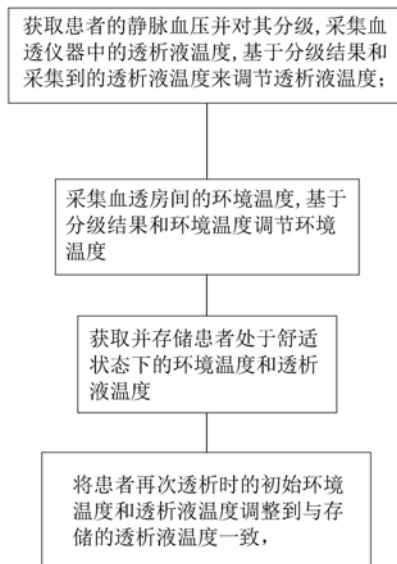 获取患者的静脉血压并对其分级,采集血
透仪器中的透析液温度,基于分级结果和
采集到的透析液温度来调节透析液温度;
采集血透房间的环境温度,基于
分级结果和环境温度调节环境
温度
获取并存储患者处于舒适
状态下的环境温度和透析
液温度
将患者再次透析时的初始环境
温度和透析液温度调整到与存
储的透析液温度一致,